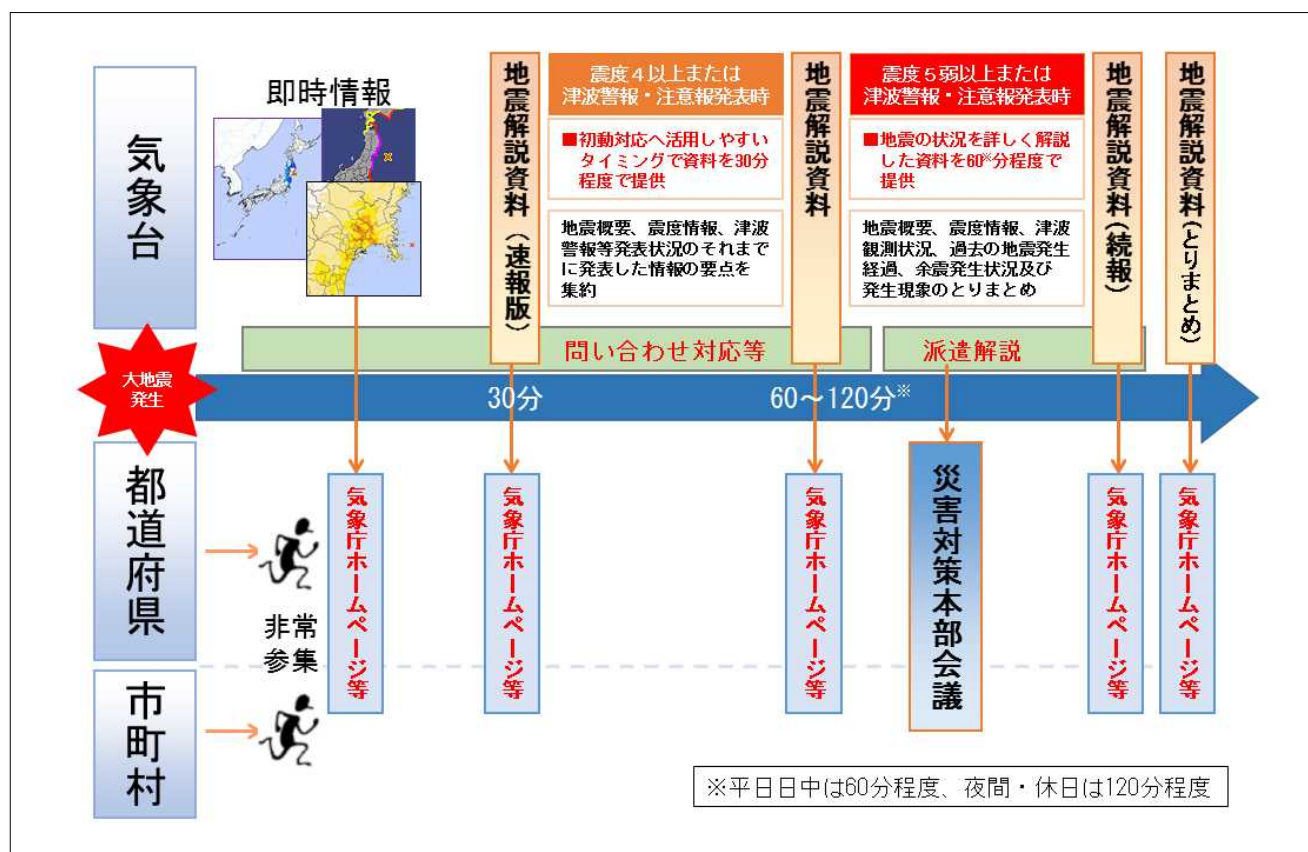 気象台
即時情報
地震解説資料(速報版)
震度4以上または
津波警報・注意報発表時
■初動対応へ活用しやすい
タイミングで資料を30分
程度で提供
地震概要、震度情報、津波
警報等発表状況のそれまで
に発表した情報の要点を
集約
地震解説資料
震度5弱以上または
津波警報・注意報発表時
■地震の状況を詳しく解説
した資料を60※分程度で
提供
地震概要、震度情報、津波
観測状況、過去の地震発生
経過、余震発生状況及び
発生現象のとりまとめ
地震解説資料(続報)
地震解説資料(とりまとめ)
問い合わせ対応等
派遣解説
大地震
発生
30分
60~120分※
都道府県
非常
参集
市町村
気象庁ホームページ等
気象庁ホームページ等
気象庁ホームページ等
災害対策本部会議
気象庁ホームページ等
気象庁ホームページ等
※平日日中は60分程度、夜間・休日は120分程度